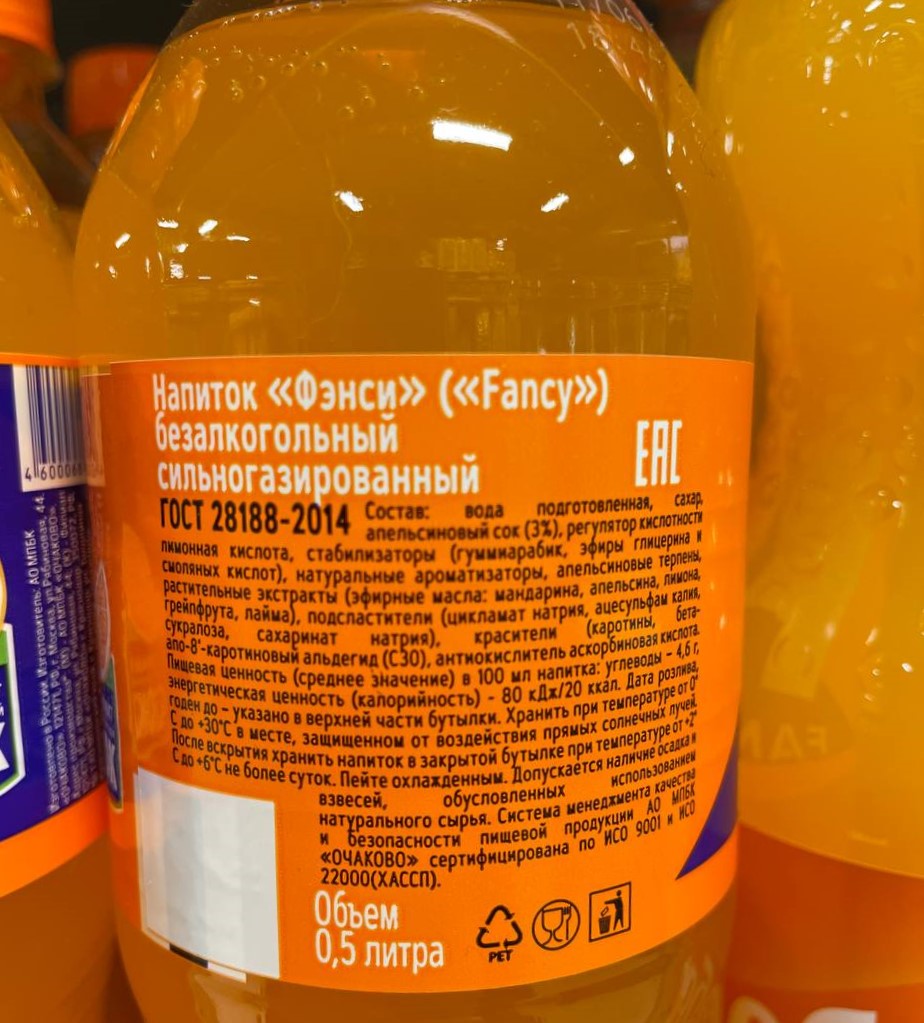 Напиток «Фэнси» («Fancy»)
безалкогольный
сильногазированный
EAC
ГОСТ 28188-2014 Состав: вода подготовленная, сахар,
апельсиновый сок (3%), регулятор кислотности
лимонная кислота, стабилизаторы (гуммиарабик, эфиры глицерина и
смоляных кислот), натуральные ароматизаторы, апельсиновые терпены,
растительные экстракты (эфирные масла: мандарина, апельсина, лимона,
грейпфрута, лайма), подсластители (цикламат натрия, ацесульфам калия,
сукралоза, сахаринат натрия), красители (каротины, бета-
апо-8'-каротиновый альдегид (С30), антиокислитель аскорбиновая кислота.
Пищевая ценность (среднее значение) в 100 мл напитка: углеводы – 4,6 г,
энергетическая ценность (калорийность) - 80 кДж/20 ккал. Дата розлива,
годен до – указано в верхней части бутылки. Хранить при температуре от 0°
С до +30°С в месте, защищенном от воздействия прямых солнечных лучей.
После вскрытия хранить напиток в закрытой бутылке при температуре от +2°
С до +6°С не более суток. Пейте охлажденным. Допускается наличие осадка и
взвесей, обусловленных использованием
натурального сырья. Система менеджмента качества
и безопасности пищевой продукции АО МПБК
«ОЧАКОВО» сертифицирована по ИСО 9001 и ИСО
22000(ХАССП).
Объем
0,5 литра
PET
Изготовлено в России. Изготовитель: АО МПБК